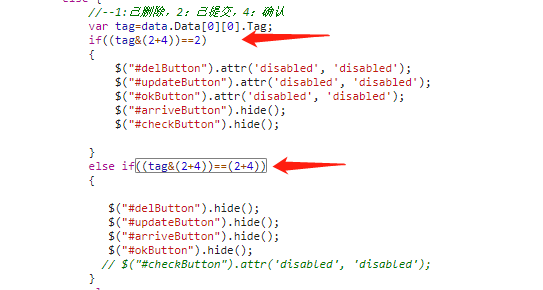 else {
//--1:已删除，2；已提交，4；确认
var tag=data.Data[0][0].Tag;
if((tag&(2+4))==2)
{
$("#delButton").attr('disabled', 'disabled');
$("#updateButton").attr('disabled', 'disabled');
$("#okButton").attr('disabled', 'disabled');
$("#arriveButton").hide();
$("#checkButton").hide();
}
else if((tag&(2+4))==(2+4))
{
$("#delButton").hide();
$("#updateButton").hide();
$("#arriveButton").hide();
$("#okButton").hide();
// $("#checkButton").attr('disabled', 'disabled');
}